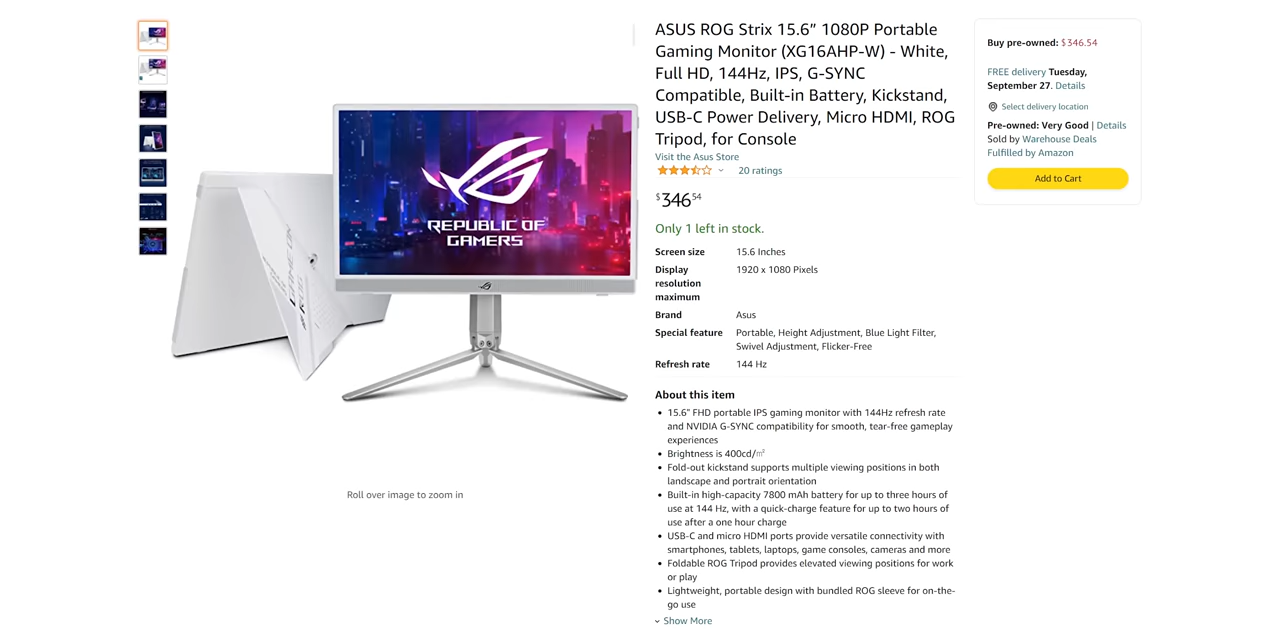 ASUS ROG Strix 15.6” 1080P Portable
Gaming Monitor (XG16AHP-W) - White,
Full HD, 144Hz, IPS, G-SYNC
Compatible, Built-in Battery, Kickstand,
USB-C Power Delivery, Micro HDMI, ROG
Tripod, for Console
Visit the Asus Store
20 ratings
$346.54
Only 1 left in stock.
Screen size 15.6 Inches
Display resolution maximum 1920 x 1080 Pixels
Brand Asus
Special feature Portable, Height Adjustment, Blue Light Filter,
Swivel Adjustment, Flicker-Free
Refresh rate 144 Hz
About this item
• 15.6" FHD portable IPS gaming monitor with 144Hz refresh rate
and NVIDIA G-SYNC compatibility for smooth, tear-free gameplay
experiences
• Brightness is 400cd/㎡
• Fold-out kickstand supports multiple viewing positions in both
landscape and portrait orientation
• Built-in high-capacity 7800 mAh battery for up to three hours of
use at 144 Hz, with a quick-charge feature for up to two hours of
use after a one hour charge
• USB-C and micro HDMI ports provide versatile connectivity with
smartphones, tablets, laptops, game consoles, cameras and more
• Foldable ROG Tripod provides elevated viewing positions for work
or play
• Lightweight, portable design with bundled ROG sleeve for on-the-
go use
Show More
Buy pre-owned: $346.54
FREE delivery Tuesday,
September 27. Details
Select delivery location
Pre-owned: Very Good | Details
Sold by Warehouse Deals
Fulfilled by Amazon
Add to Cart
REPUBLIC OF
GAMERS
Roll over image to zoom in